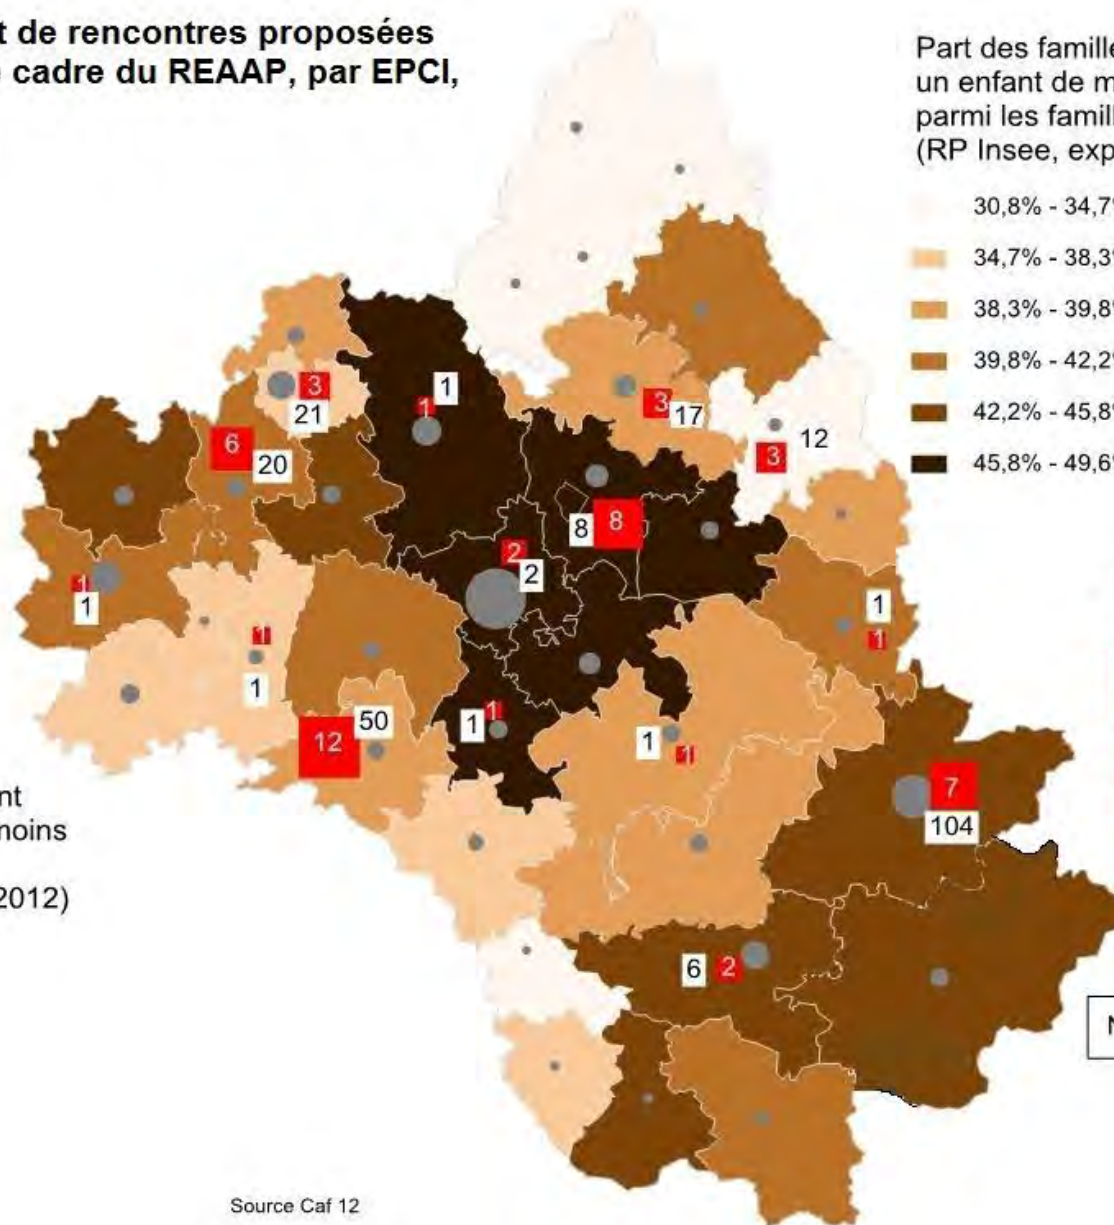 t de rencontres proposées
cadre du REAAP, par EPCI,
Part des famille
un enfant de m
parmi les famill
(RP Insee, exp
30,8% - 34,7%
34,7% - 38,3%
38,3% - 39,8%
39,8% - 42,2%
42,2% - 45,8%
45,8% - 49,6%
1
3
1
21
3
17
12
3
6
20
8
8
2
2
1
1
1
1
1
1
50
12
1
1
1
1
7
104
nt
moins
2012)
6
2
N
Source Caf 12